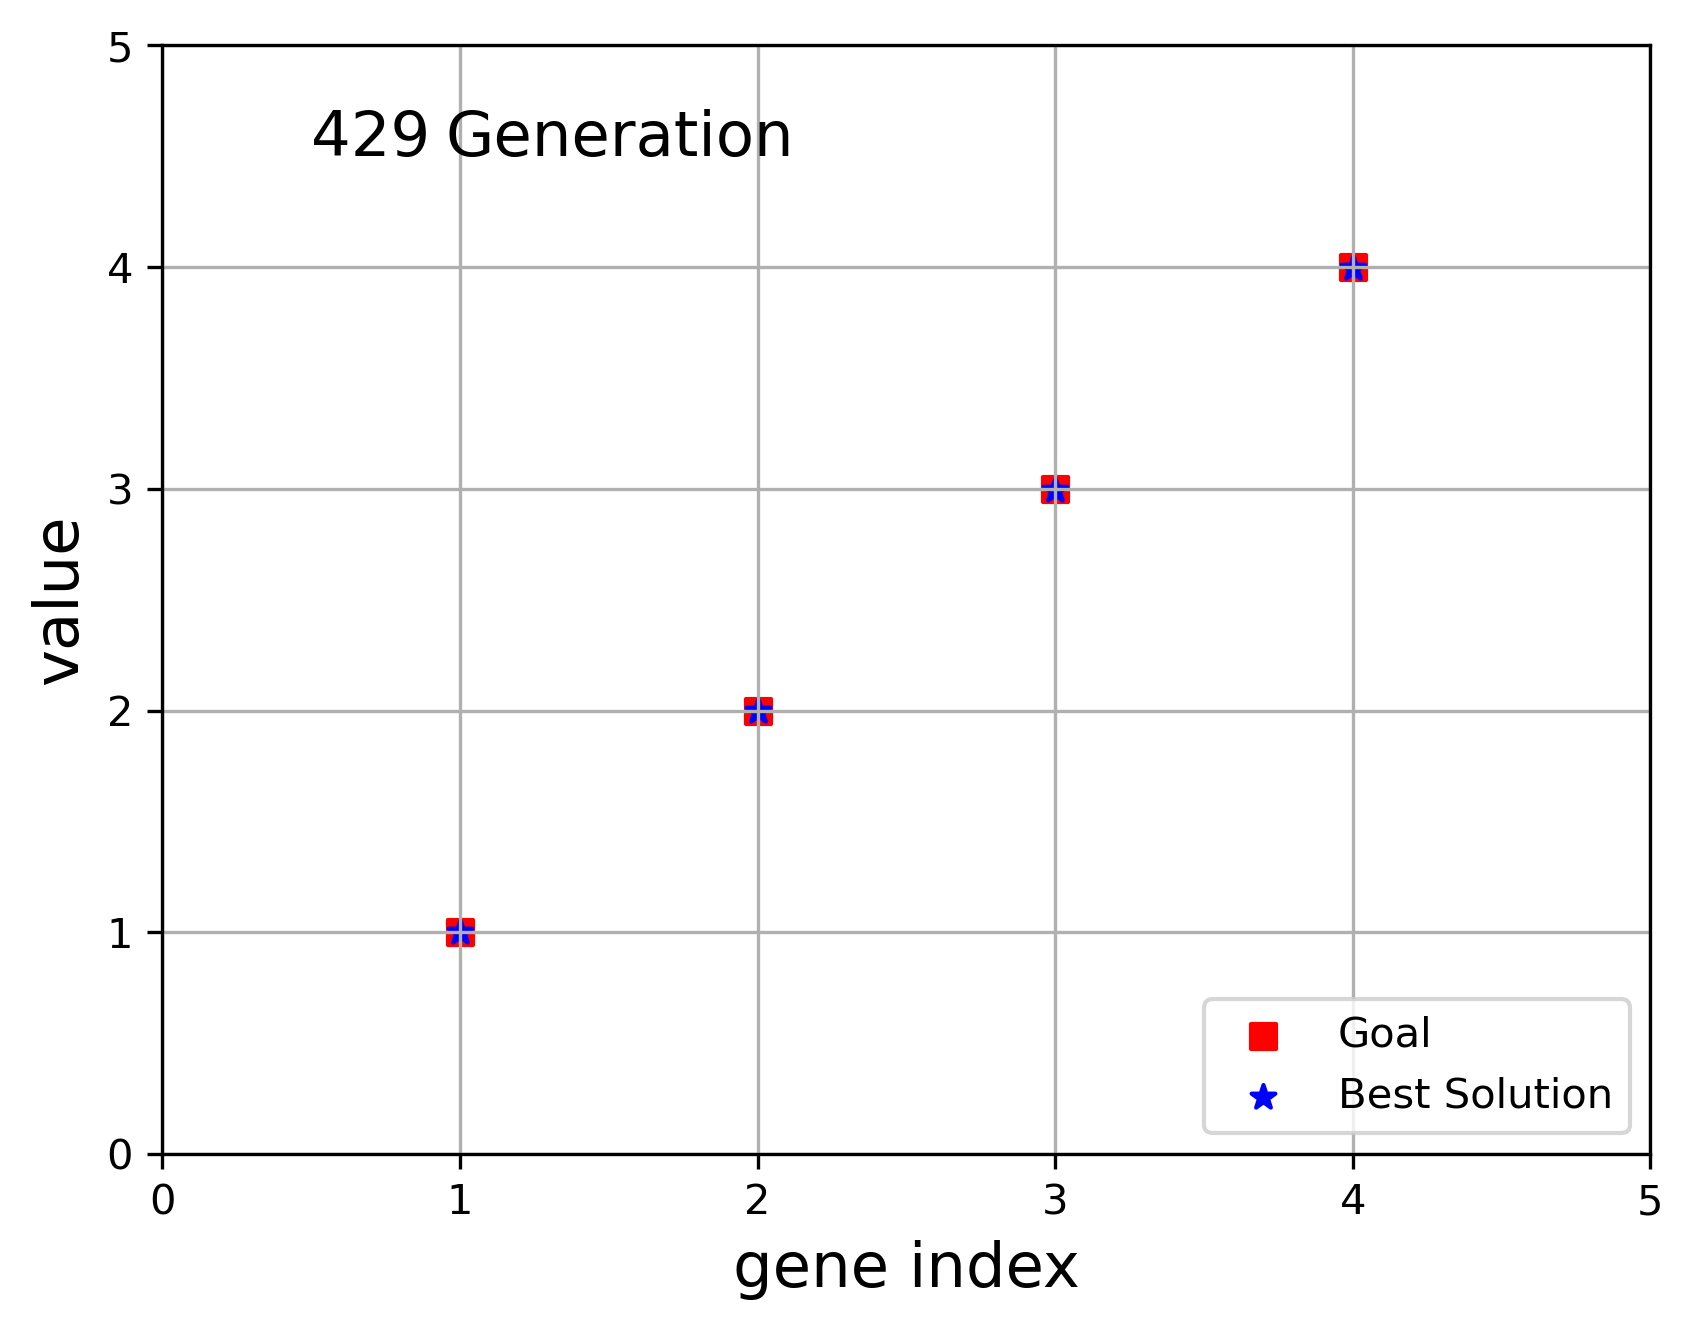 5
429 Generation
4
3
value
2
1
Goal
Best Solution
0
0 1 2 3 4 5
gene index